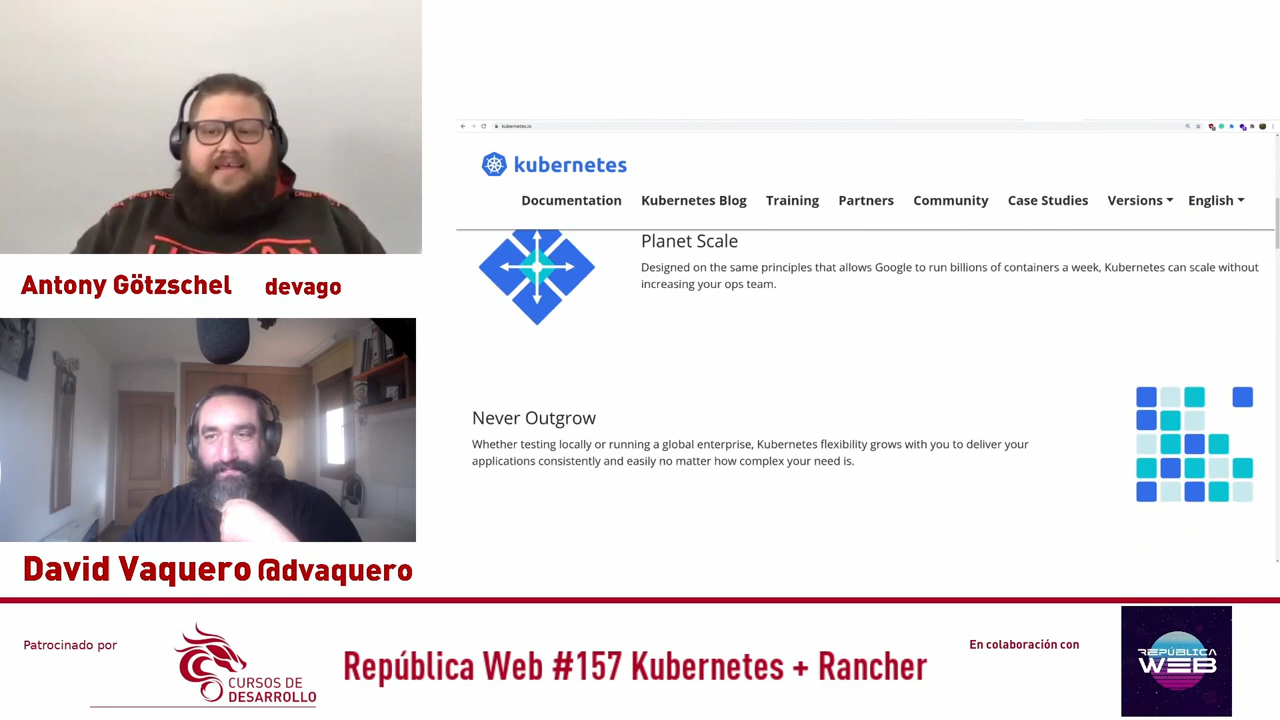 Antony Götzschel devago
David Vaquero @dvaquero
kubernetes.io
kubernetes
Documentation Kubernetes Blog Training Partners Community Case Studies Versions English
Planet Scale
Designed on the same principles that allows Google to run billions of containers a week, Kubernetes can scale without
increasing your ops team.
Never Outgrow
Whether testing locally or running a global enterprise, Kubernetes flexibility grows with you to deliver your
applications consistently and easily no matter how complex your need is.
Patrocinado por
CURSOS DE
DESARROLLO
República Web #157 Kubernetes + Rancher
En colaboración con
REPÚBLICA
WEB